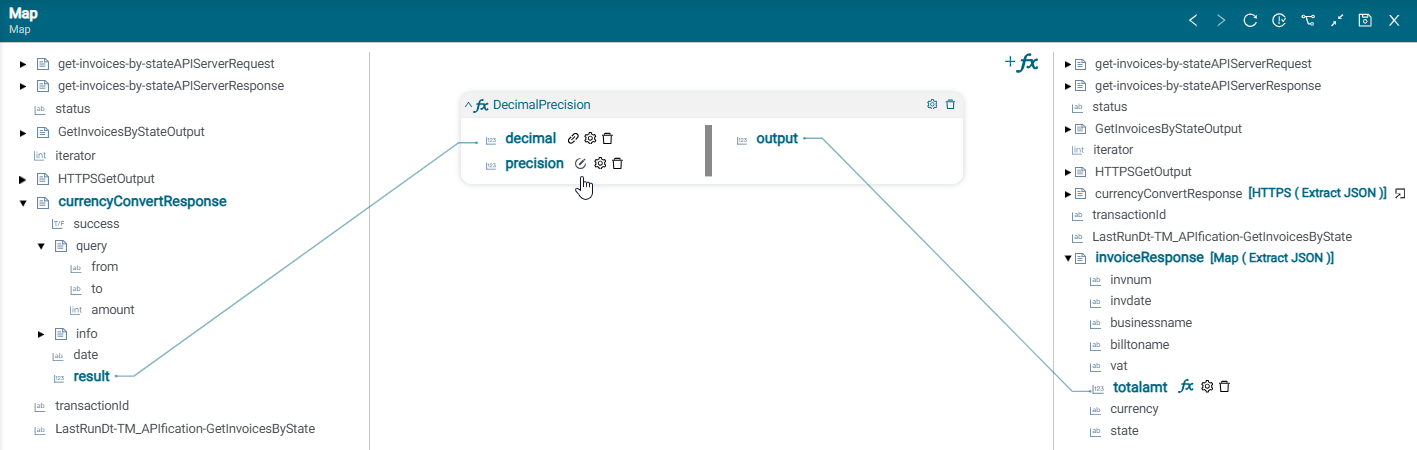 Map
Map
get-invoices-by-stateAPIServerRequest
get-invoices-by-stateAPIServerResponse
ab status
GetInvoicesByStateOutput
int iterator
HTTPSGetOutput
currencyConvertResponse
T/F success
query
ab from
ab to
int amount
info
ab date
123 result
ab transactionId
ab LastRunDt-TM_APIfication-GetInvoicesByState
+fx
fx DecimalPrecision
123 decimal
123 precision
123 output
get-invoices-by-stateAPIServerRequest
get-invoices-by-stateAPIServerResponse
ab status
GetInvoicesByStateOutput
int iterator
HTTPSGetOutput
currencyConvertResponse [HTTPS ( Extract JSON )]
ab transactionId
ab LastRunDt-TM_APIfication-GetInvoicesByState
invoiceResponse [Map ( Extract JSON )]
ab invnum
ab invdate
ab businessname
ab billtoname
ab vat
123 totalamt fx
ab currency
ab state